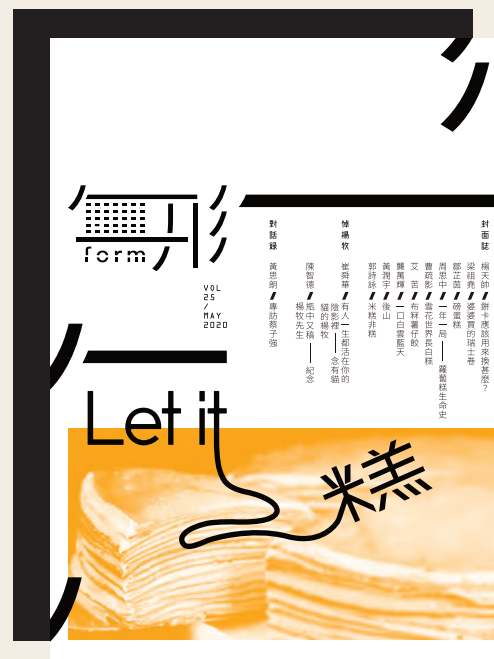 無形
form
VOL
25
/
MAY
2020
Let it
糕
封面誌
楊天帥/餅卡應該用來換甚麼？
梁祖堯/婆婆買的瑞士卷
鄒芷茵/磅蛋糕
周思中/一年一局——蘿蔔糕生命史
曹疏影/雪花世界長白糕
艾 苦/布冧薯仔餃
龔萬輝/一口白雲藍天
黃潤宇/後山
郭詩詠/米糕非糕
悼楊牧
崔舜華/有人一生都活在你的陰影裡——念有貓貓的楊牧
陳智德/瓶中又稿——紀念楊牧先生
對話錄
黃思朗/專訪蔡子強